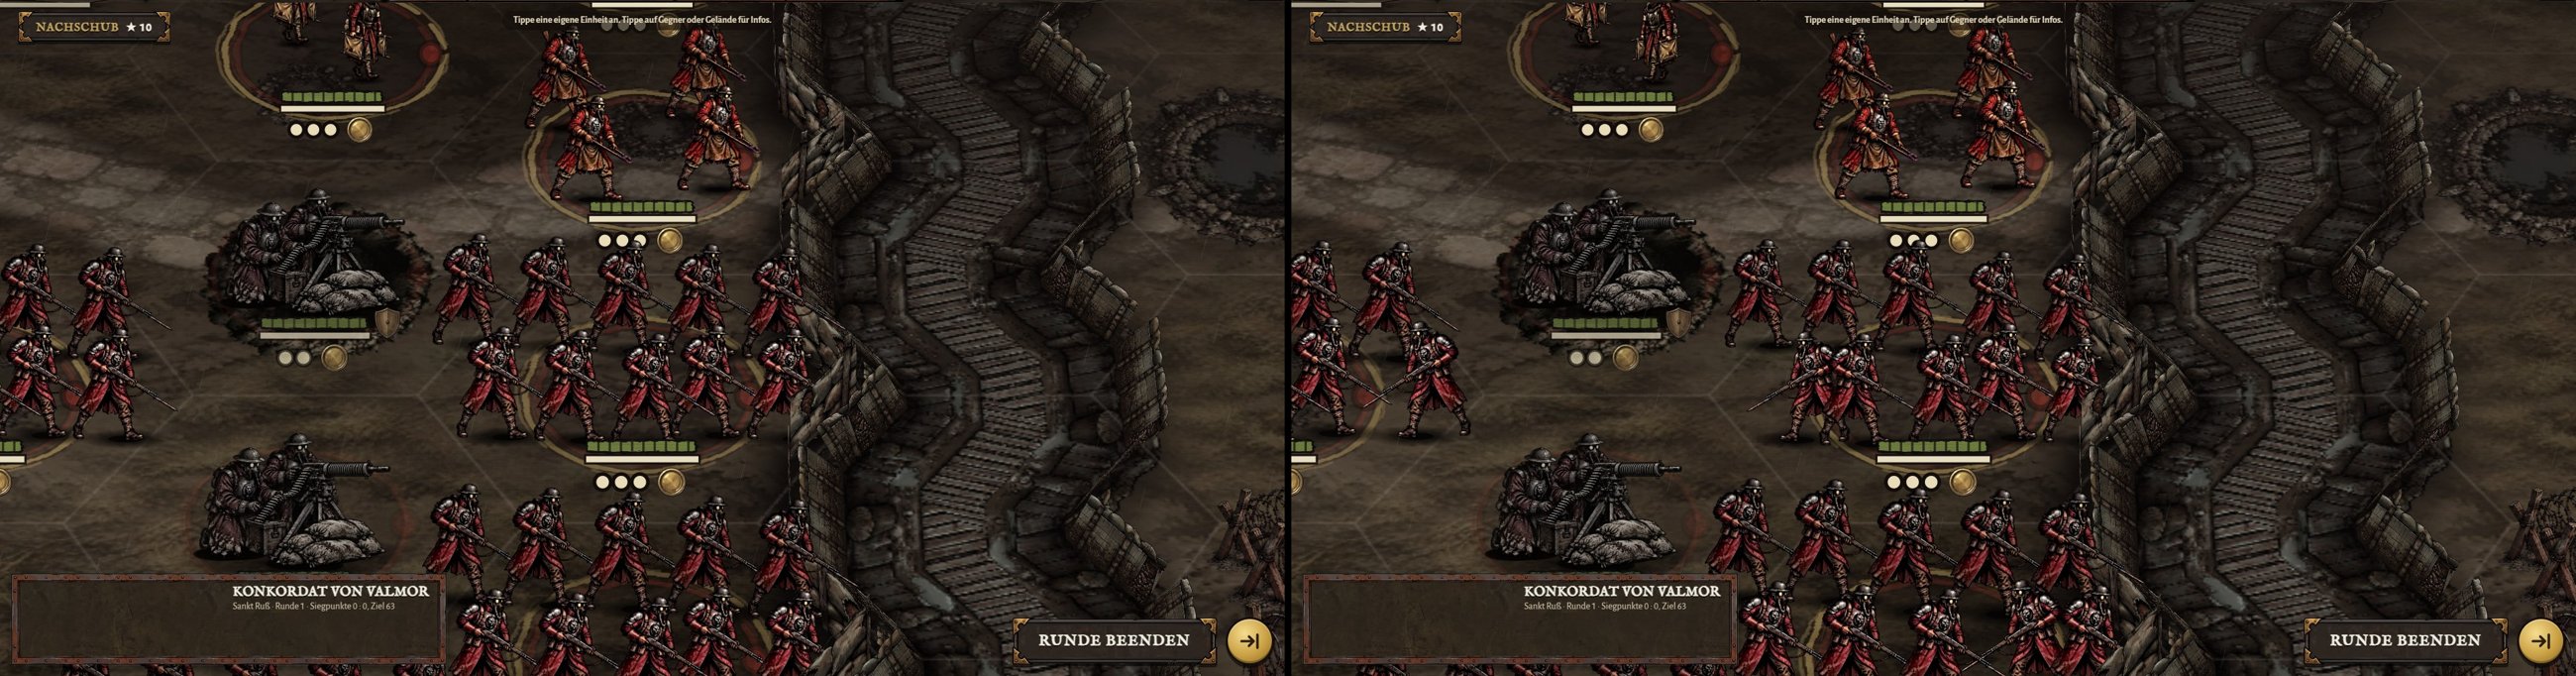 NACHSCHUB ★ 10
Tippe eine eigene Einheit an. Tippe auf Gegner oder Gelände für Infos.
KONKORDAT VON VALMOR
Sankt Ruß · Runde 1 · Siegpunkte 0 : 0, Ziel 63
RUNDE BEENDEN
NACHSCHUB ★ 10
Tippe eine eigene Einheit an. Tippe auf Gegner oder Gelände für Infos.
KONKORDAT VON VALMOR
Sankt Ruß · Runde 1 · Siegpunkte 0 : 0, Ziel 63
RUNDE BEENDEN